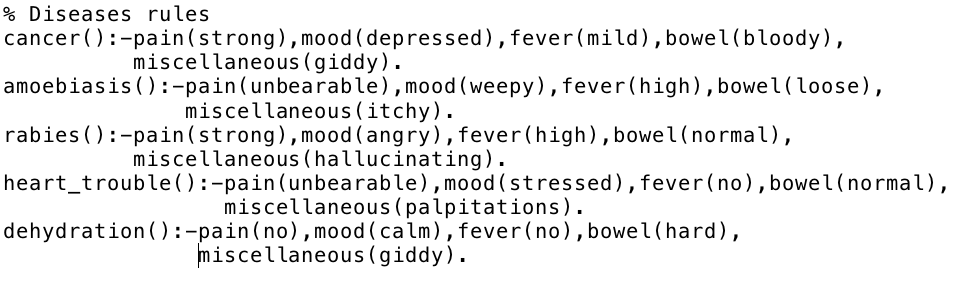 % Diseases rules
cancer():-pain(strong),mood(depressed),fever(mild),bowel(bloody),
miscellaneous(giddy).
amoebiasis():-pain(unbearable),mood(weepy),fever(high),bowel(loose),
miscellaneous(itchy).
rabies():-pain(strong),mood(angry),fever(high),bowel(normal),
miscellaneous(hallucinating).
heart_trouble():-pain(unbearable),mood(stressed),fever(no),bowel(normal),
miscellaneous(palpitations).
dehydration():-pain(no),mood(calm),fever(no),bowel(hard),
miscellaneous(giddy).